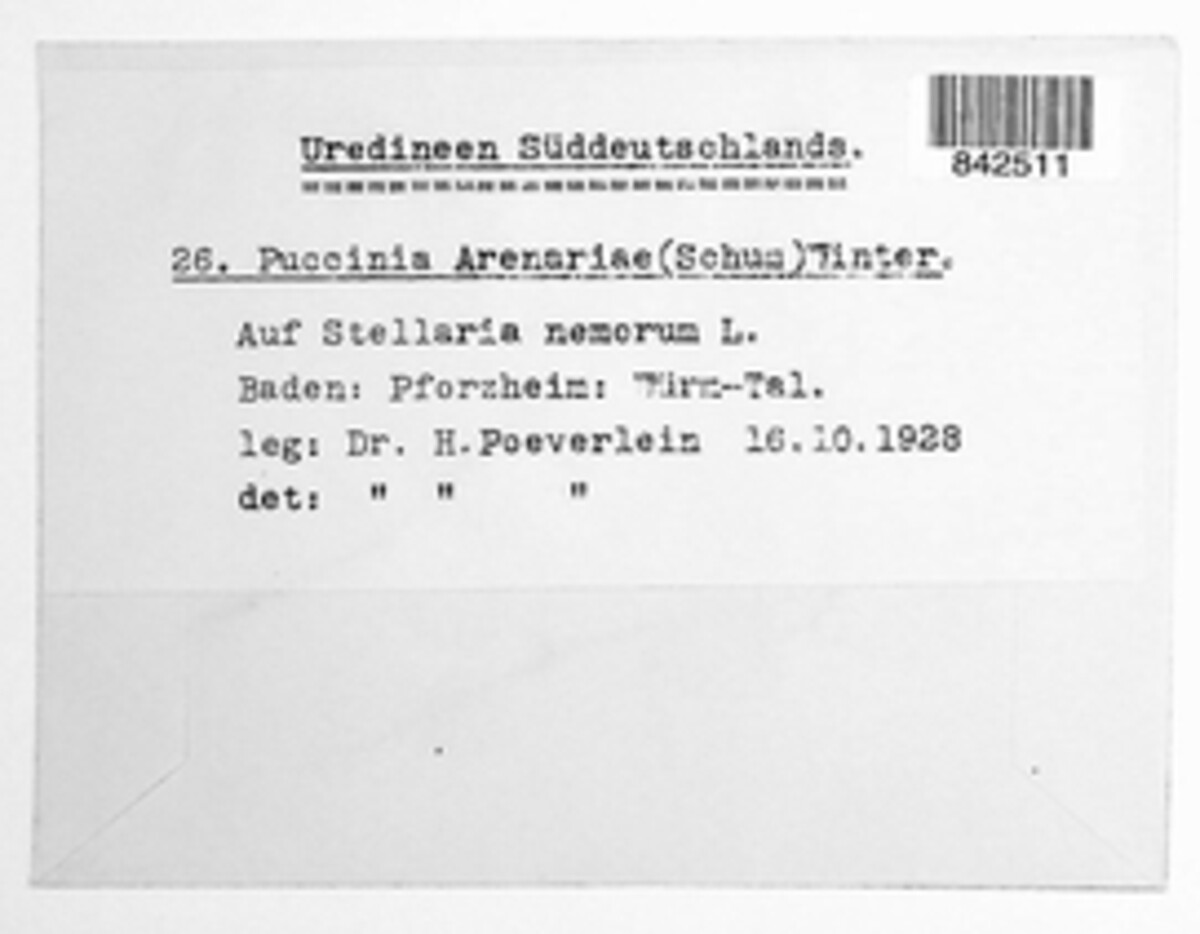 Uredineen Süddeutschlands.
842511
26. Puccinia Arenariae(Schum)Winter.
Auf Stellaria nemorum L.
Baden: Pforzheim: Würm-Tal.
leg: Dr. H.Poeverlein 16.10.1928
det: " " "